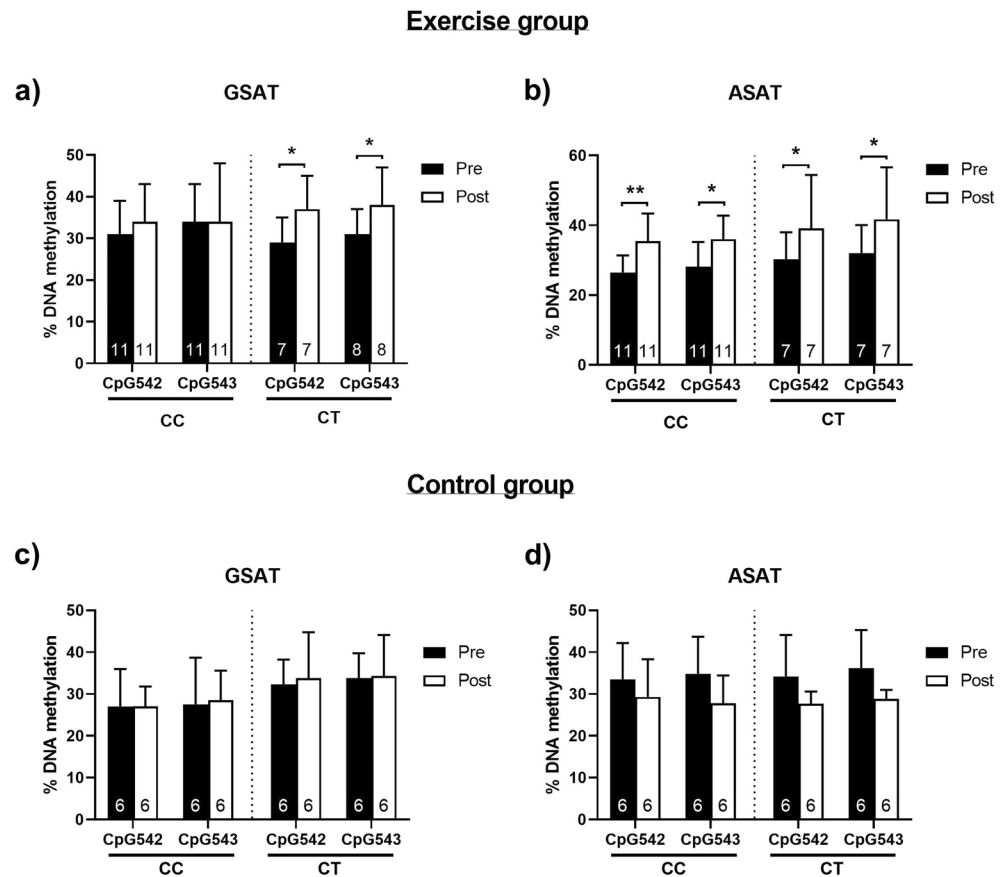 Exercise group
a)
GSAT
50
40
30
20
10
0
% DNA methylation
* *
Pre
Post
11 11 11 11 7 7 8 8
CpG542 CpG543 CpG542 CpG543
CC CT
b)
ASAT
60
40
20
0
% DNA methylation
** * * *
Pre
Post
11 11 11 11 7 7 7 7
CpG542 CpG543 CpG542 CpG543
CC CT
Control group
c)
GSAT
50
40
30
20
10
0
% DNA methylation
Pre
Post
6 6 6 6 6 6 6 6
CpG542 CpG543 CpG542 CpG543
CC CT
d)
ASAT
50
40
30
20
10
0
% DNA methylation
Pre
Post
6 6 6 6 6 6 6 6
CpG542 CpG543 CpG542 CpG543
CC CT